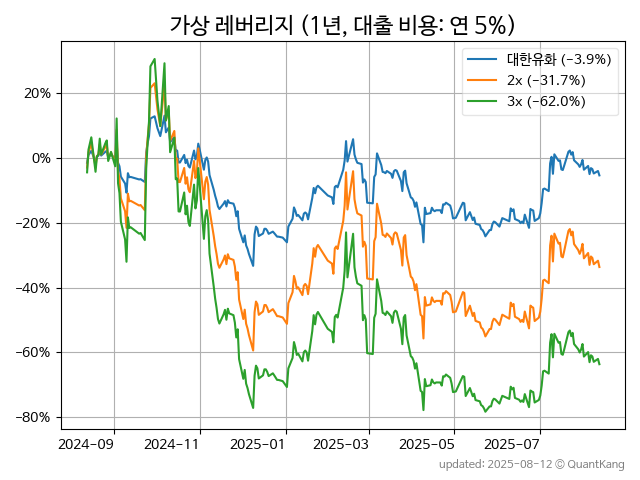 가상 레버리지 (1년, 대출 비용: 연 5%)
대한유화 (−3.9%)
2x (−31.7%)
3x (−62.0%)
20%
0%
−20%
−40%
−60%
−80%
2024-09 2024-11 2025-01 2025-03 2025-05 2025-07
updated: 2025-08-12 © QuantKang